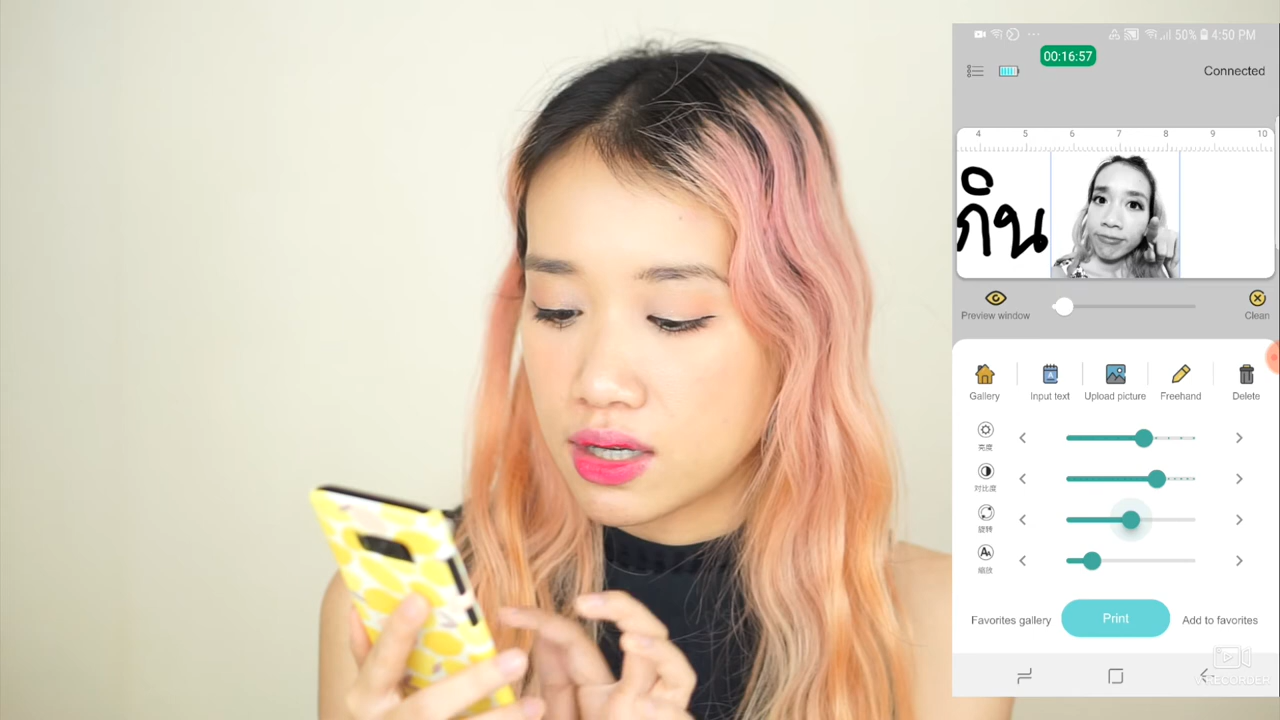 50% 4:50 PM
00:16:57
Connected
4 5 6 7 8 9 10
กิน
Preview window
Clean
Gallery Input text Upload picture Freehand Delete
亮度
对比度
旋转
缩放
Favorites gallery Print Add to favorites